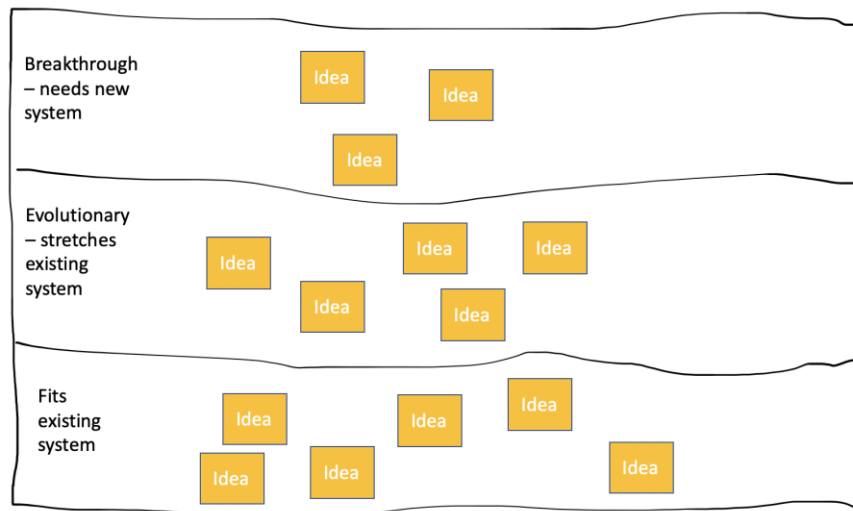 Breakthrough
– needs new
system
Idea
Idea
Idea
Evolutionary
– stretches
existing
system
Idea
Idea
Idea
Idea
Idea
Fits
existing
system
Idea
Idea
Idea
Idea
Idea
Idea